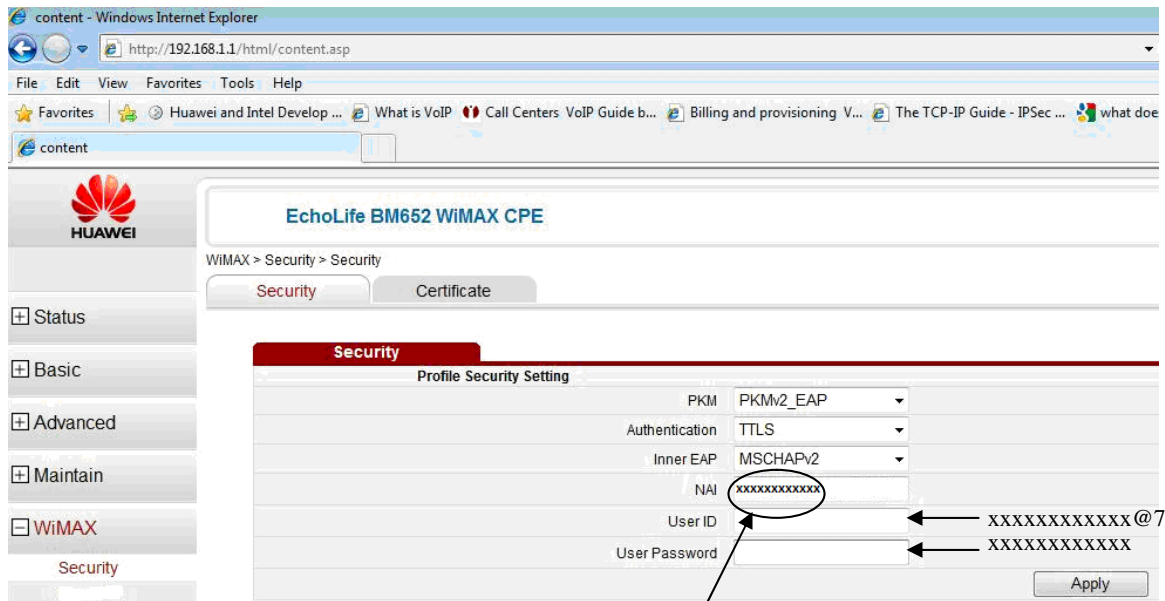 content - Windows Internet Explorer
http://192.168.1.1/html/content.asp
File Edit View Favorites Tools Help
Favorites Huawei and Intel Develop ... What is VoIP Call Centers VoIP Guide b... Billing and provisioning V... The TCP-IP Guide - IPSec ... what doe
content
HUAWEI
EchoLife BM652 WiMAX CPE
WiMAX > Security > Security
Security Certificate
Status
Basic
Advanced
Maintain
WiMAX
Security
Security
Profile Security Setting
PKM PKMv2_EAP
Authentication TTLS
Inner EAP MSCHAPv2
NAI xxxxxxxxxxxx
User ID xxxxxxxxxxxx@7
User Password xxxxxxxxxxxx
Apply